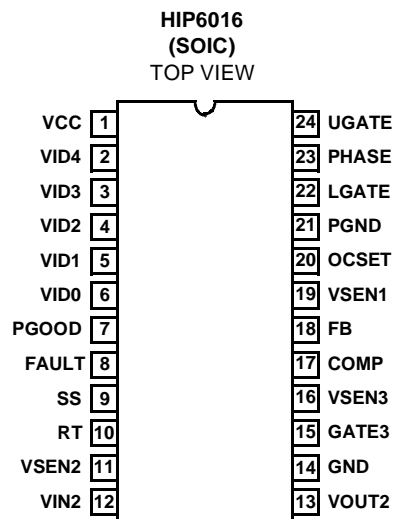 HIP6016
(SOIC)
TOP VIEW
VCC 1 24 UGATE
VID4 2 23 PHASE
VID3 3 22 LGATE
VID2 4 21 PGND
VID1 5 20 OCSET
VID0 6 19 VSEN1
PGOOD 7 18 FB
FAULT 8 17 COMP
SS 9 16 VSEN3
RT 10 15 GATE3
VSEN2 11 14 GND
VIN2 12 13 VOUT2